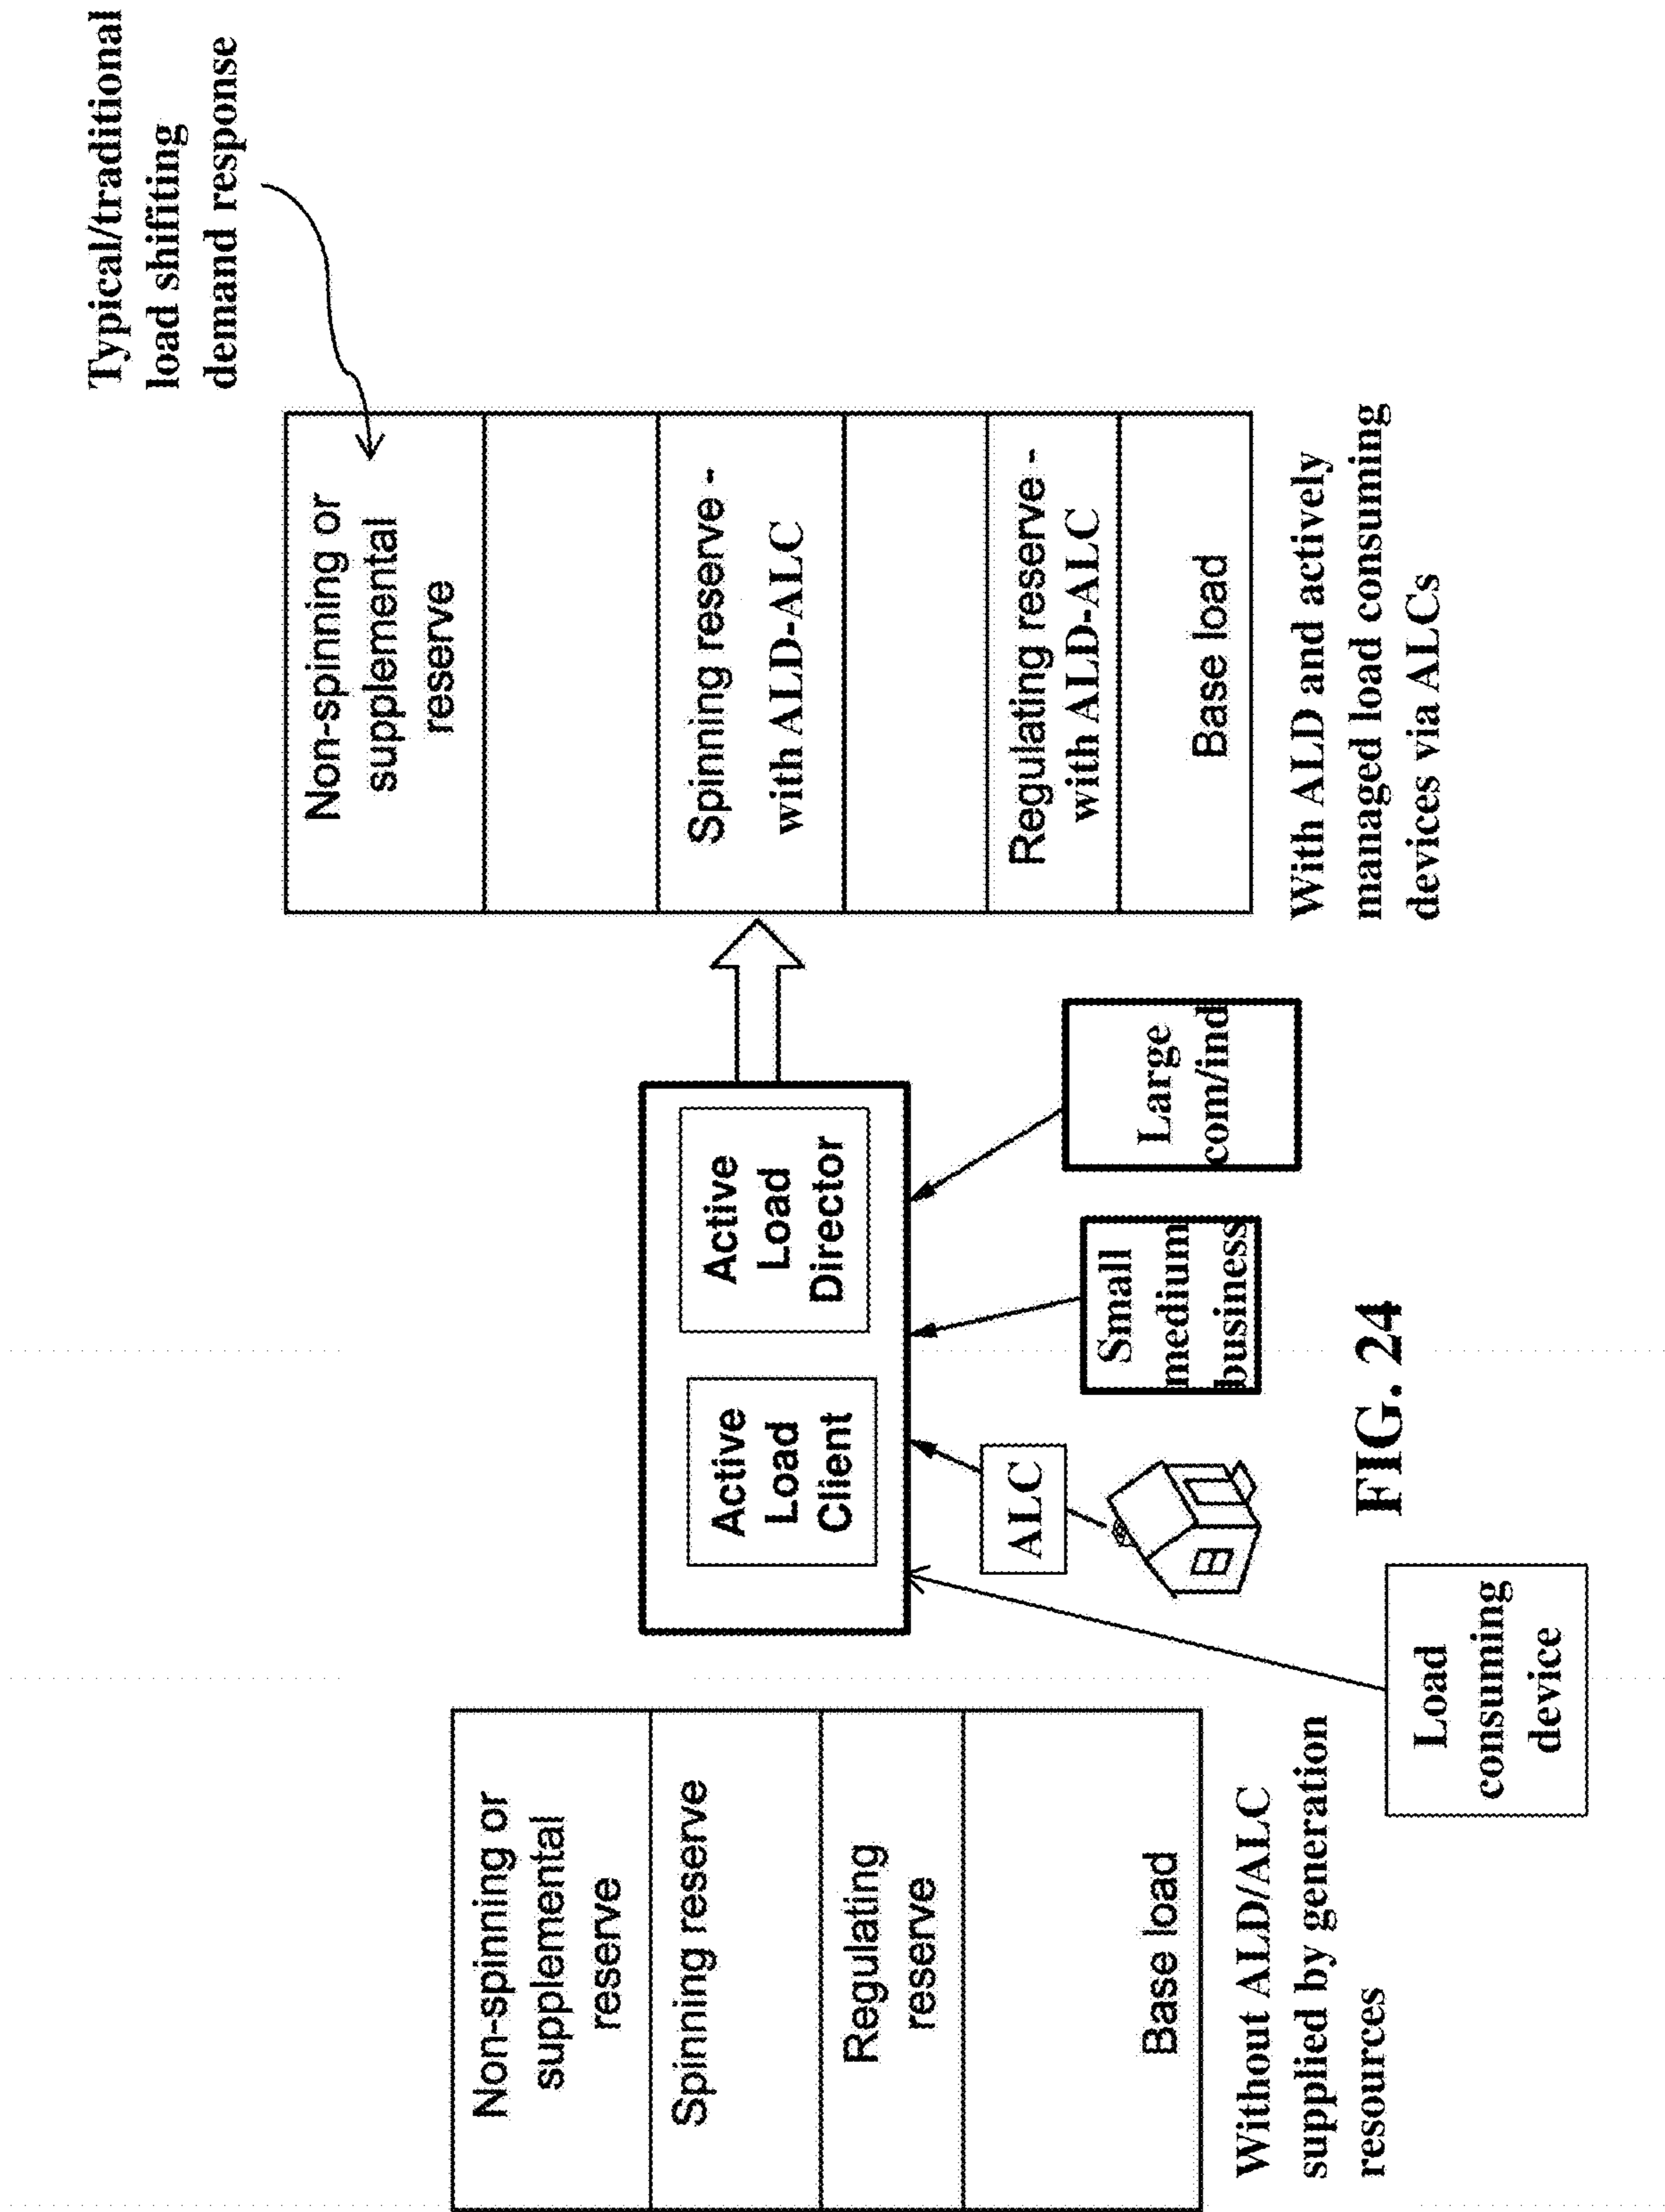 Typical/traditional
load shifiting
demand response
Non-spinning or
supplemental
reserve
Spinning reserve
Regulating
reserve
Base load
Without ALD/ALC
supplied by generation
resources
Active
Load
Client
Active
Load
Director
ALC
Small
medium
business
Large
com/ind
Load
consuming
device
Non-spinning or
supplemental
reserve
Spinning reserve -
with ALD-ALC
Regulating reserve -
with ALD-ALC
Base load
With ALD and actively
managed load consuming
devices via ALCs
FIG. 24